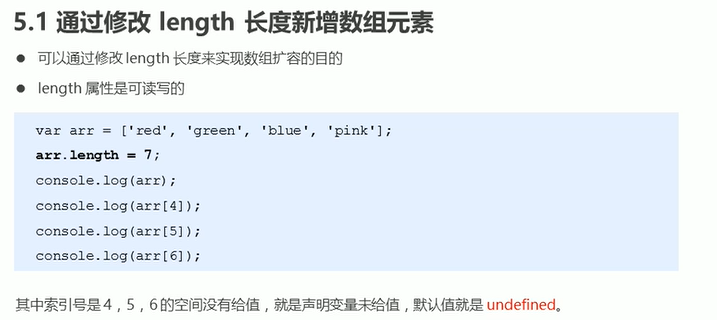 5.1 通过修改 length 长度新增数组元素
● 可以通过修改 length 长度来实现数组扩容的目的
● length 属性是可读写的
var arr = ['red', 'green', 'blue', 'pink'];
arr.length = 7;
console.log(arr);
console.log(arr[4]);
console.log(arr[5]);
console.log(arr[6]);
其中索引号是 4，5，6 的空间没有给值，就是声明变量未给值，默认值就是 undefined。